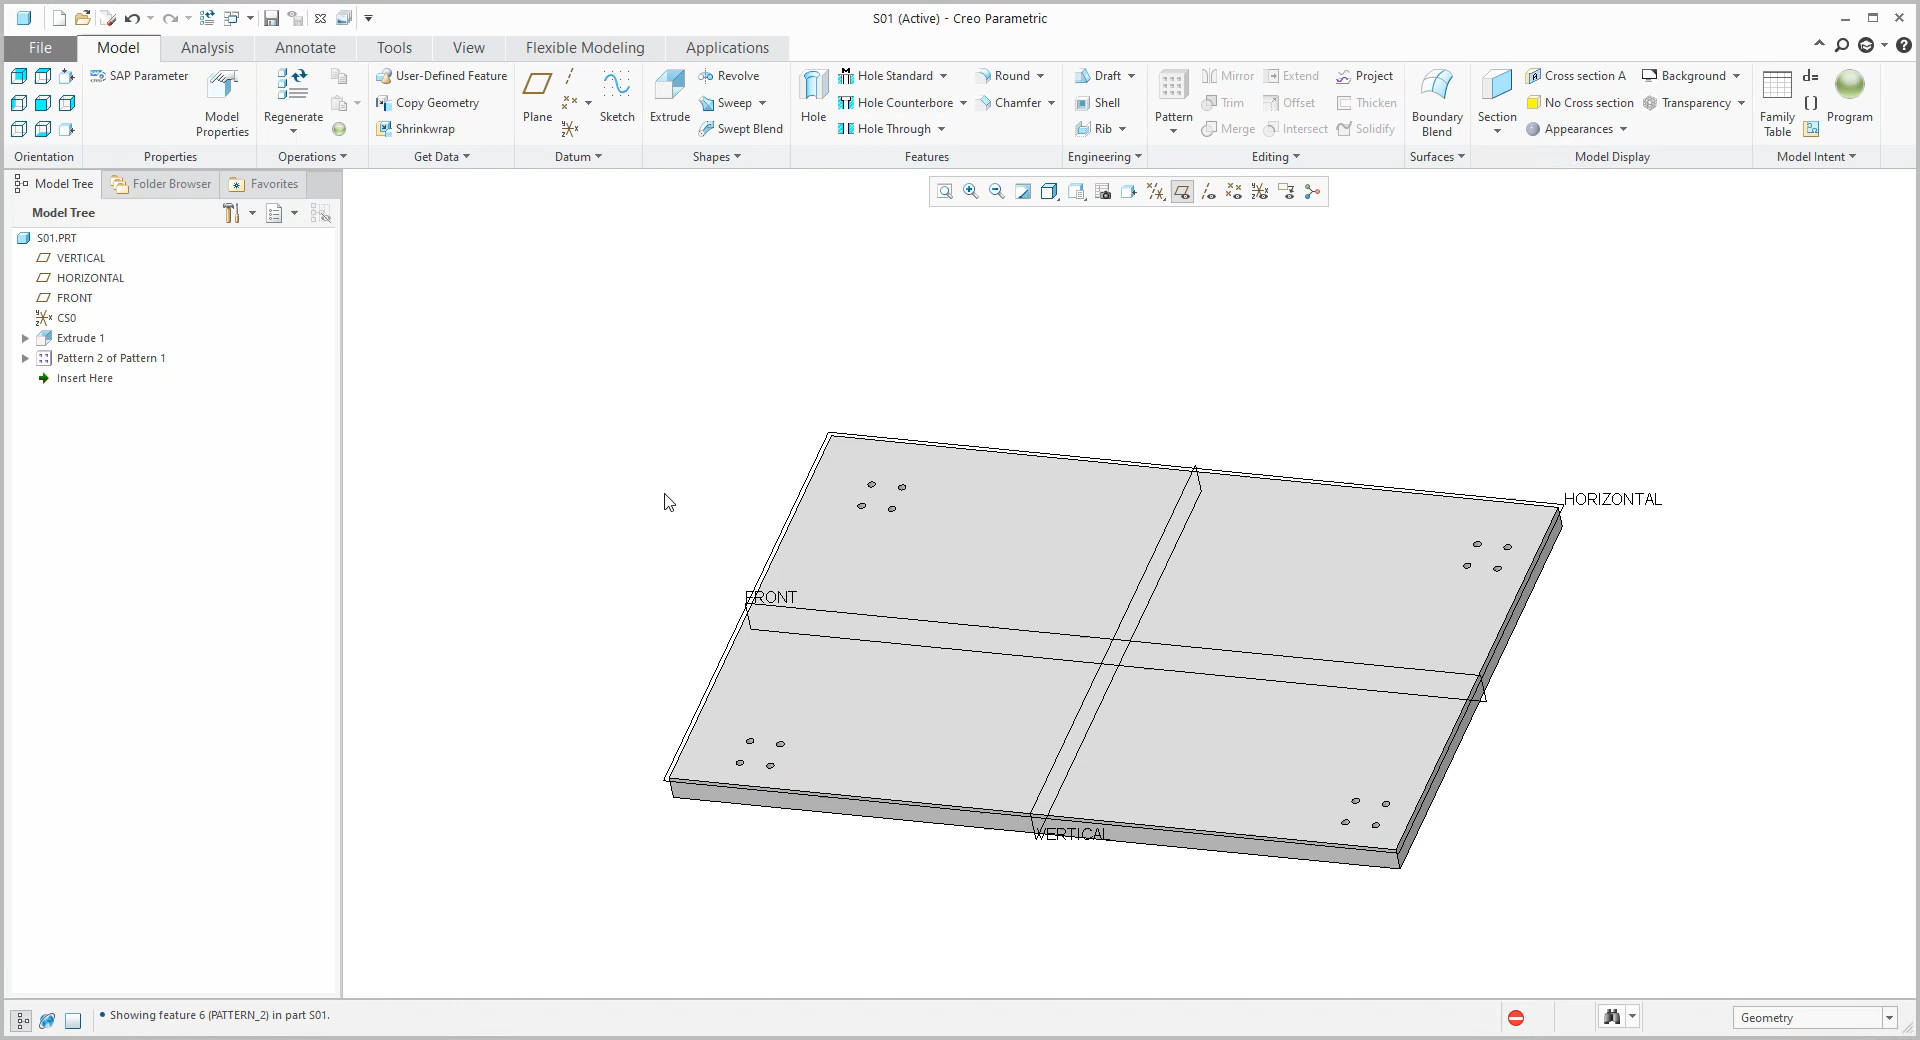 S01 (Active) - Creo Parametric
File Model Analysis Annotate Tools View Flexible Modeling Applications
SAP Parameter
Model Properties
Regenerate
User-Defined Feature
Copy Geometry
Shrinkwrap
Plane
Sketch
Extrude
Revolve
Sweep
Swept Blend
Hole
Hole Standard
Hole Counterbore
Hole Through
Round
Chamfer
Draft
Shell
Rib
Pattern
Mirror
Trim
Merge
Extend
Offset
Intersect
Project
Thicken
Solidify
Boundary Blend
Section
Cross section A
No Cross section
Appearances
Background
Transparency
Family Table
d=
Program
Orientation Properties Operations Get Data Datum Shapes Features Engineering Editing Surfaces Model Display Model Intent
Model Tree Folder Browser Favorites
Model Tree
S01.PRT
VERTICAL
HORIZONTAL
FRONT
CS0
Extrude 1
Pattern 2 of Pattern 1
Insert Here
HORIZONTAL
FRONT
VERTICAL
Showing feature 6 (PATTERN_2) in part S01.
Geometry